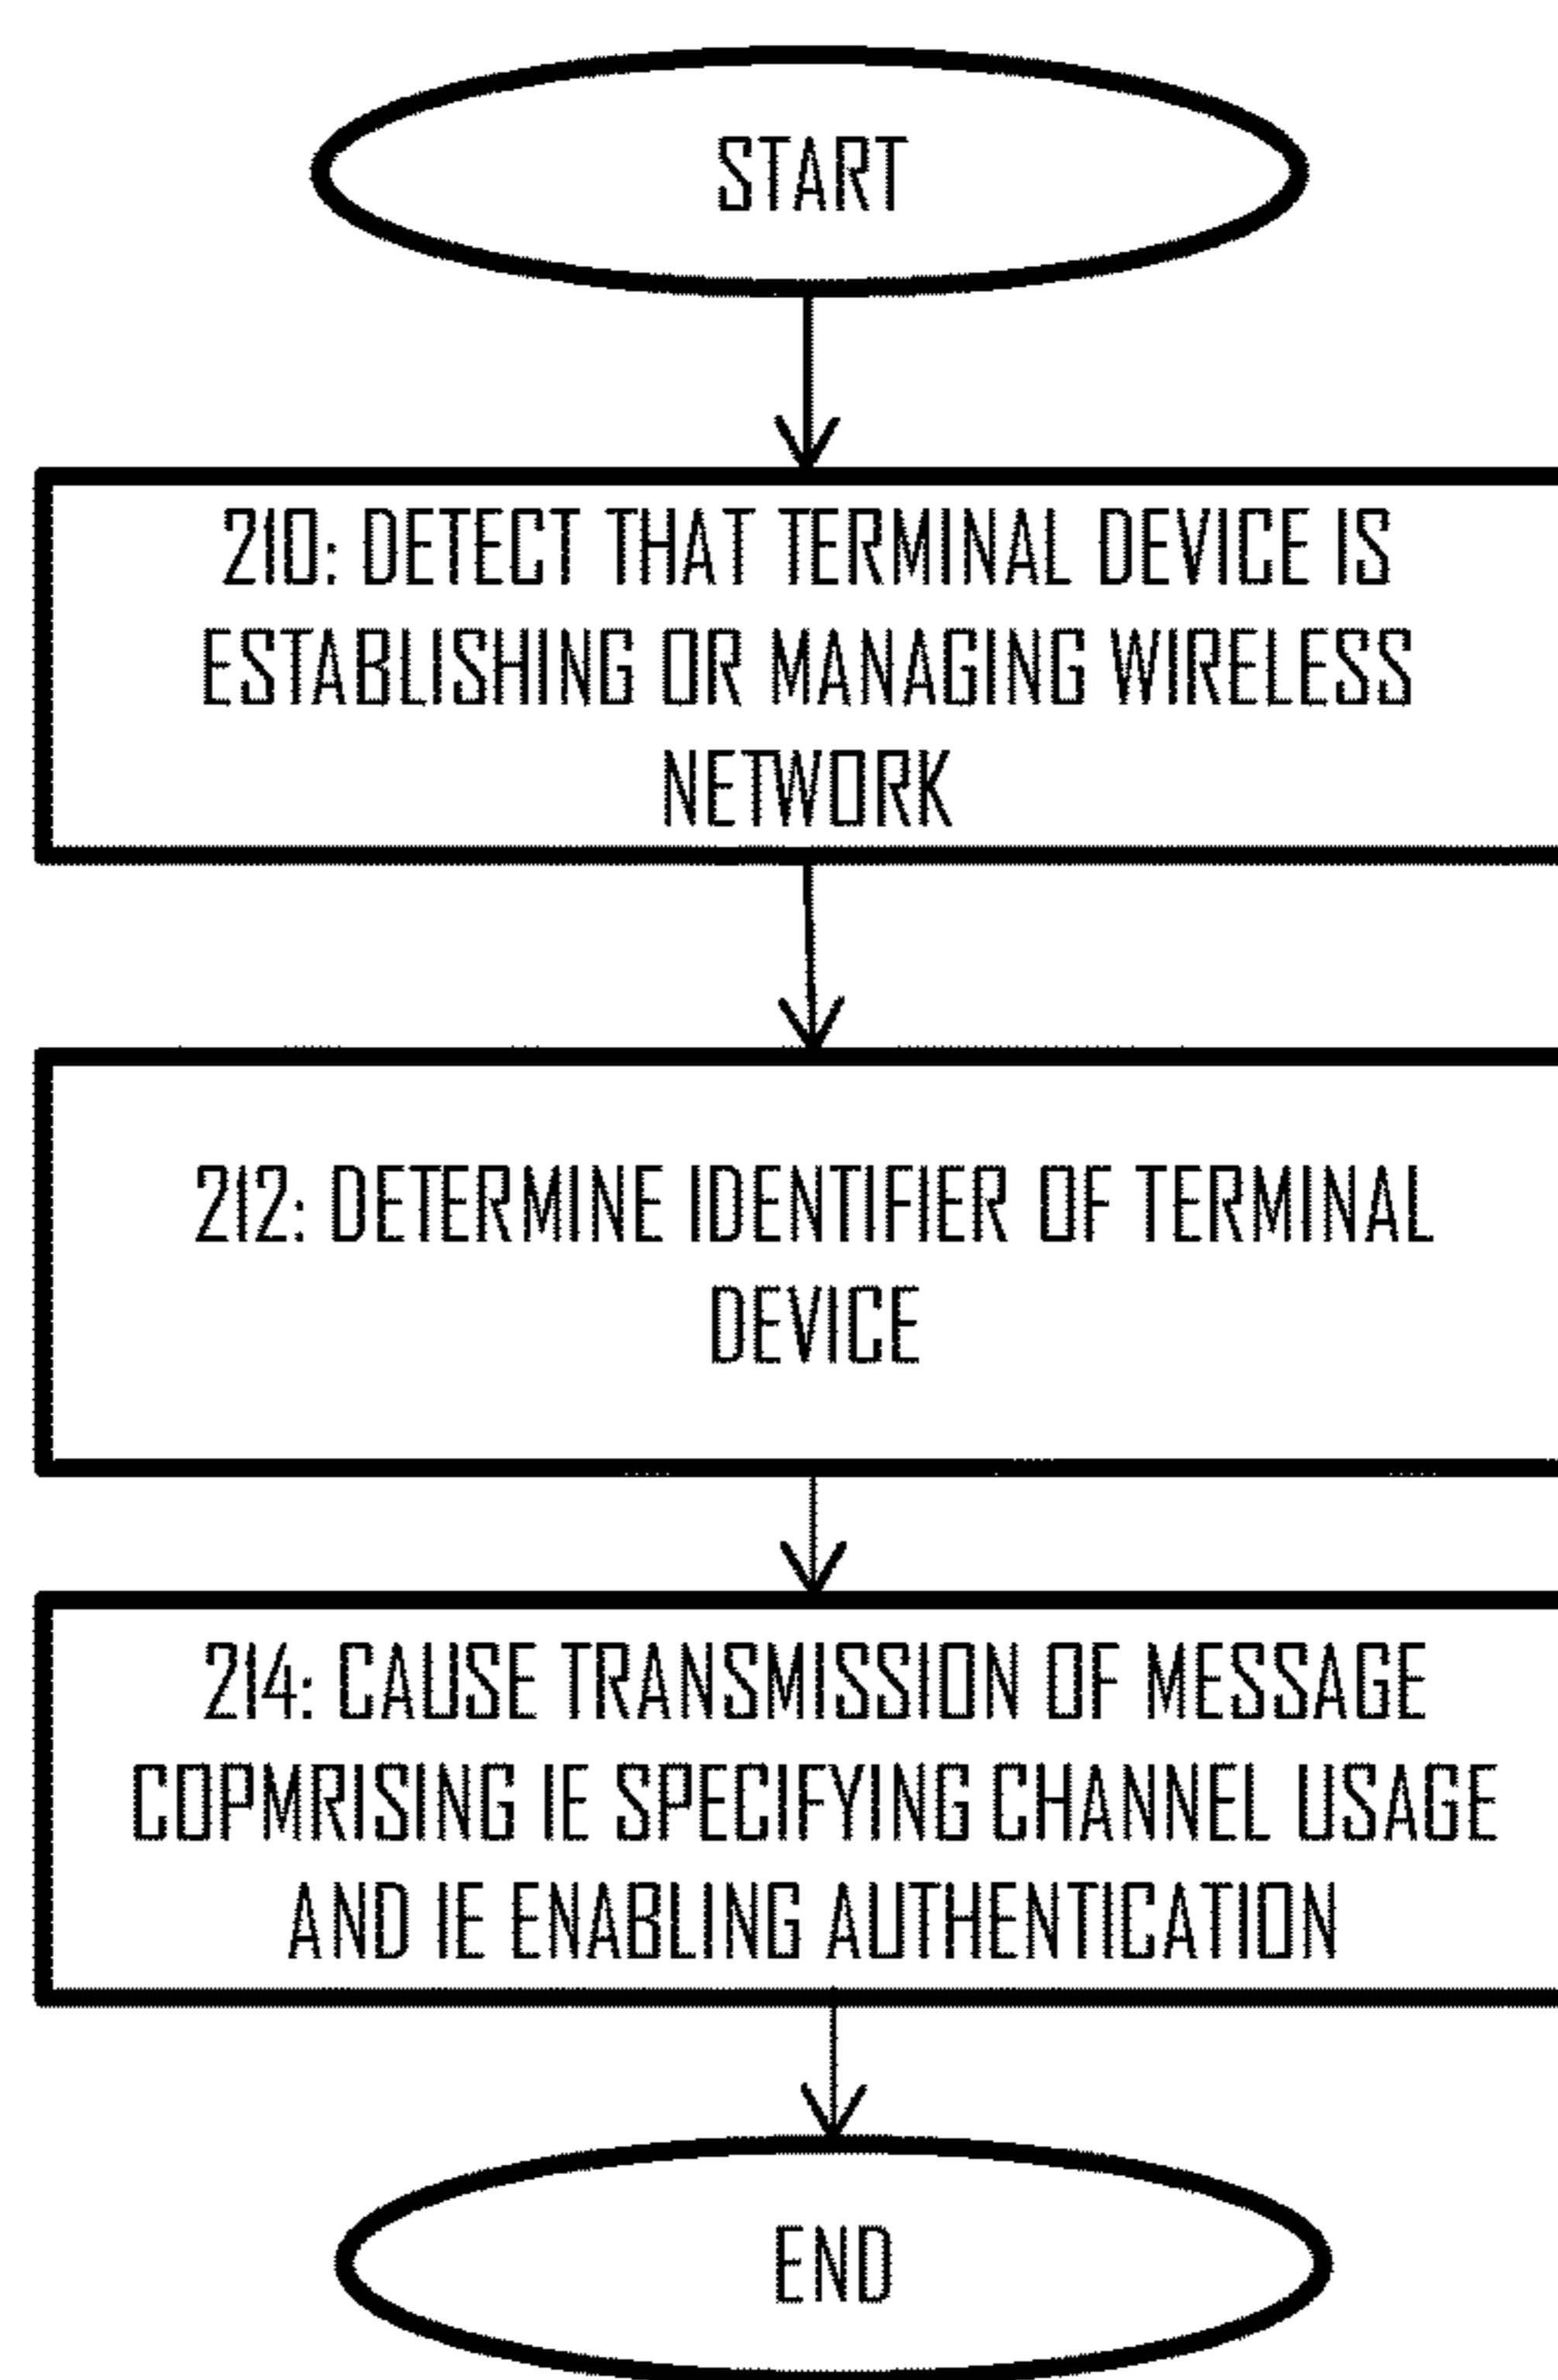 START
210: DETECT THAT TERMINAL DEVICE IS
ESTABLISHING OR MANAGING WIRELESS
NETWORK
212: DETERMINE IDENTIFIER OF TERMINAL
DEVICE
214: CAUSE TRANSMISSION OF MESSAGE
COPMRISING IE SPECIFYING CHANNEL USAGE
AND IE ENABLING AUTHENTICATION
END